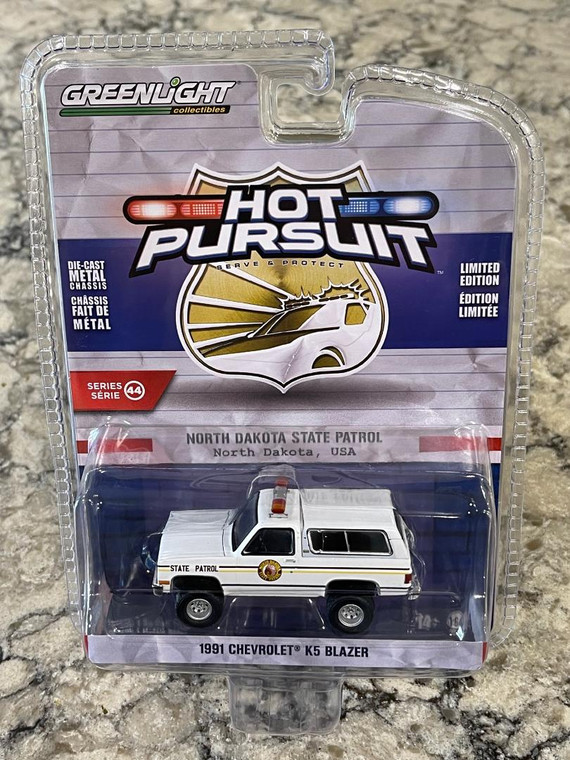 GREENLiGHT
collectibles
HOT
PURSUIT
™
SERVE & PROTECT
DIE-CAST
METAL
CHASSIS
CHÂSSIS
FAIT DE
MÉTAL
LIMITED
EDITION
ÉDITION
LIMITÉE
SERIES
SÉRIE
44
NORTH DAKOTA STATE PATROL
North Dakota, USA
STATE PATROL
1991 CHEVROLET® K5 BLAZER